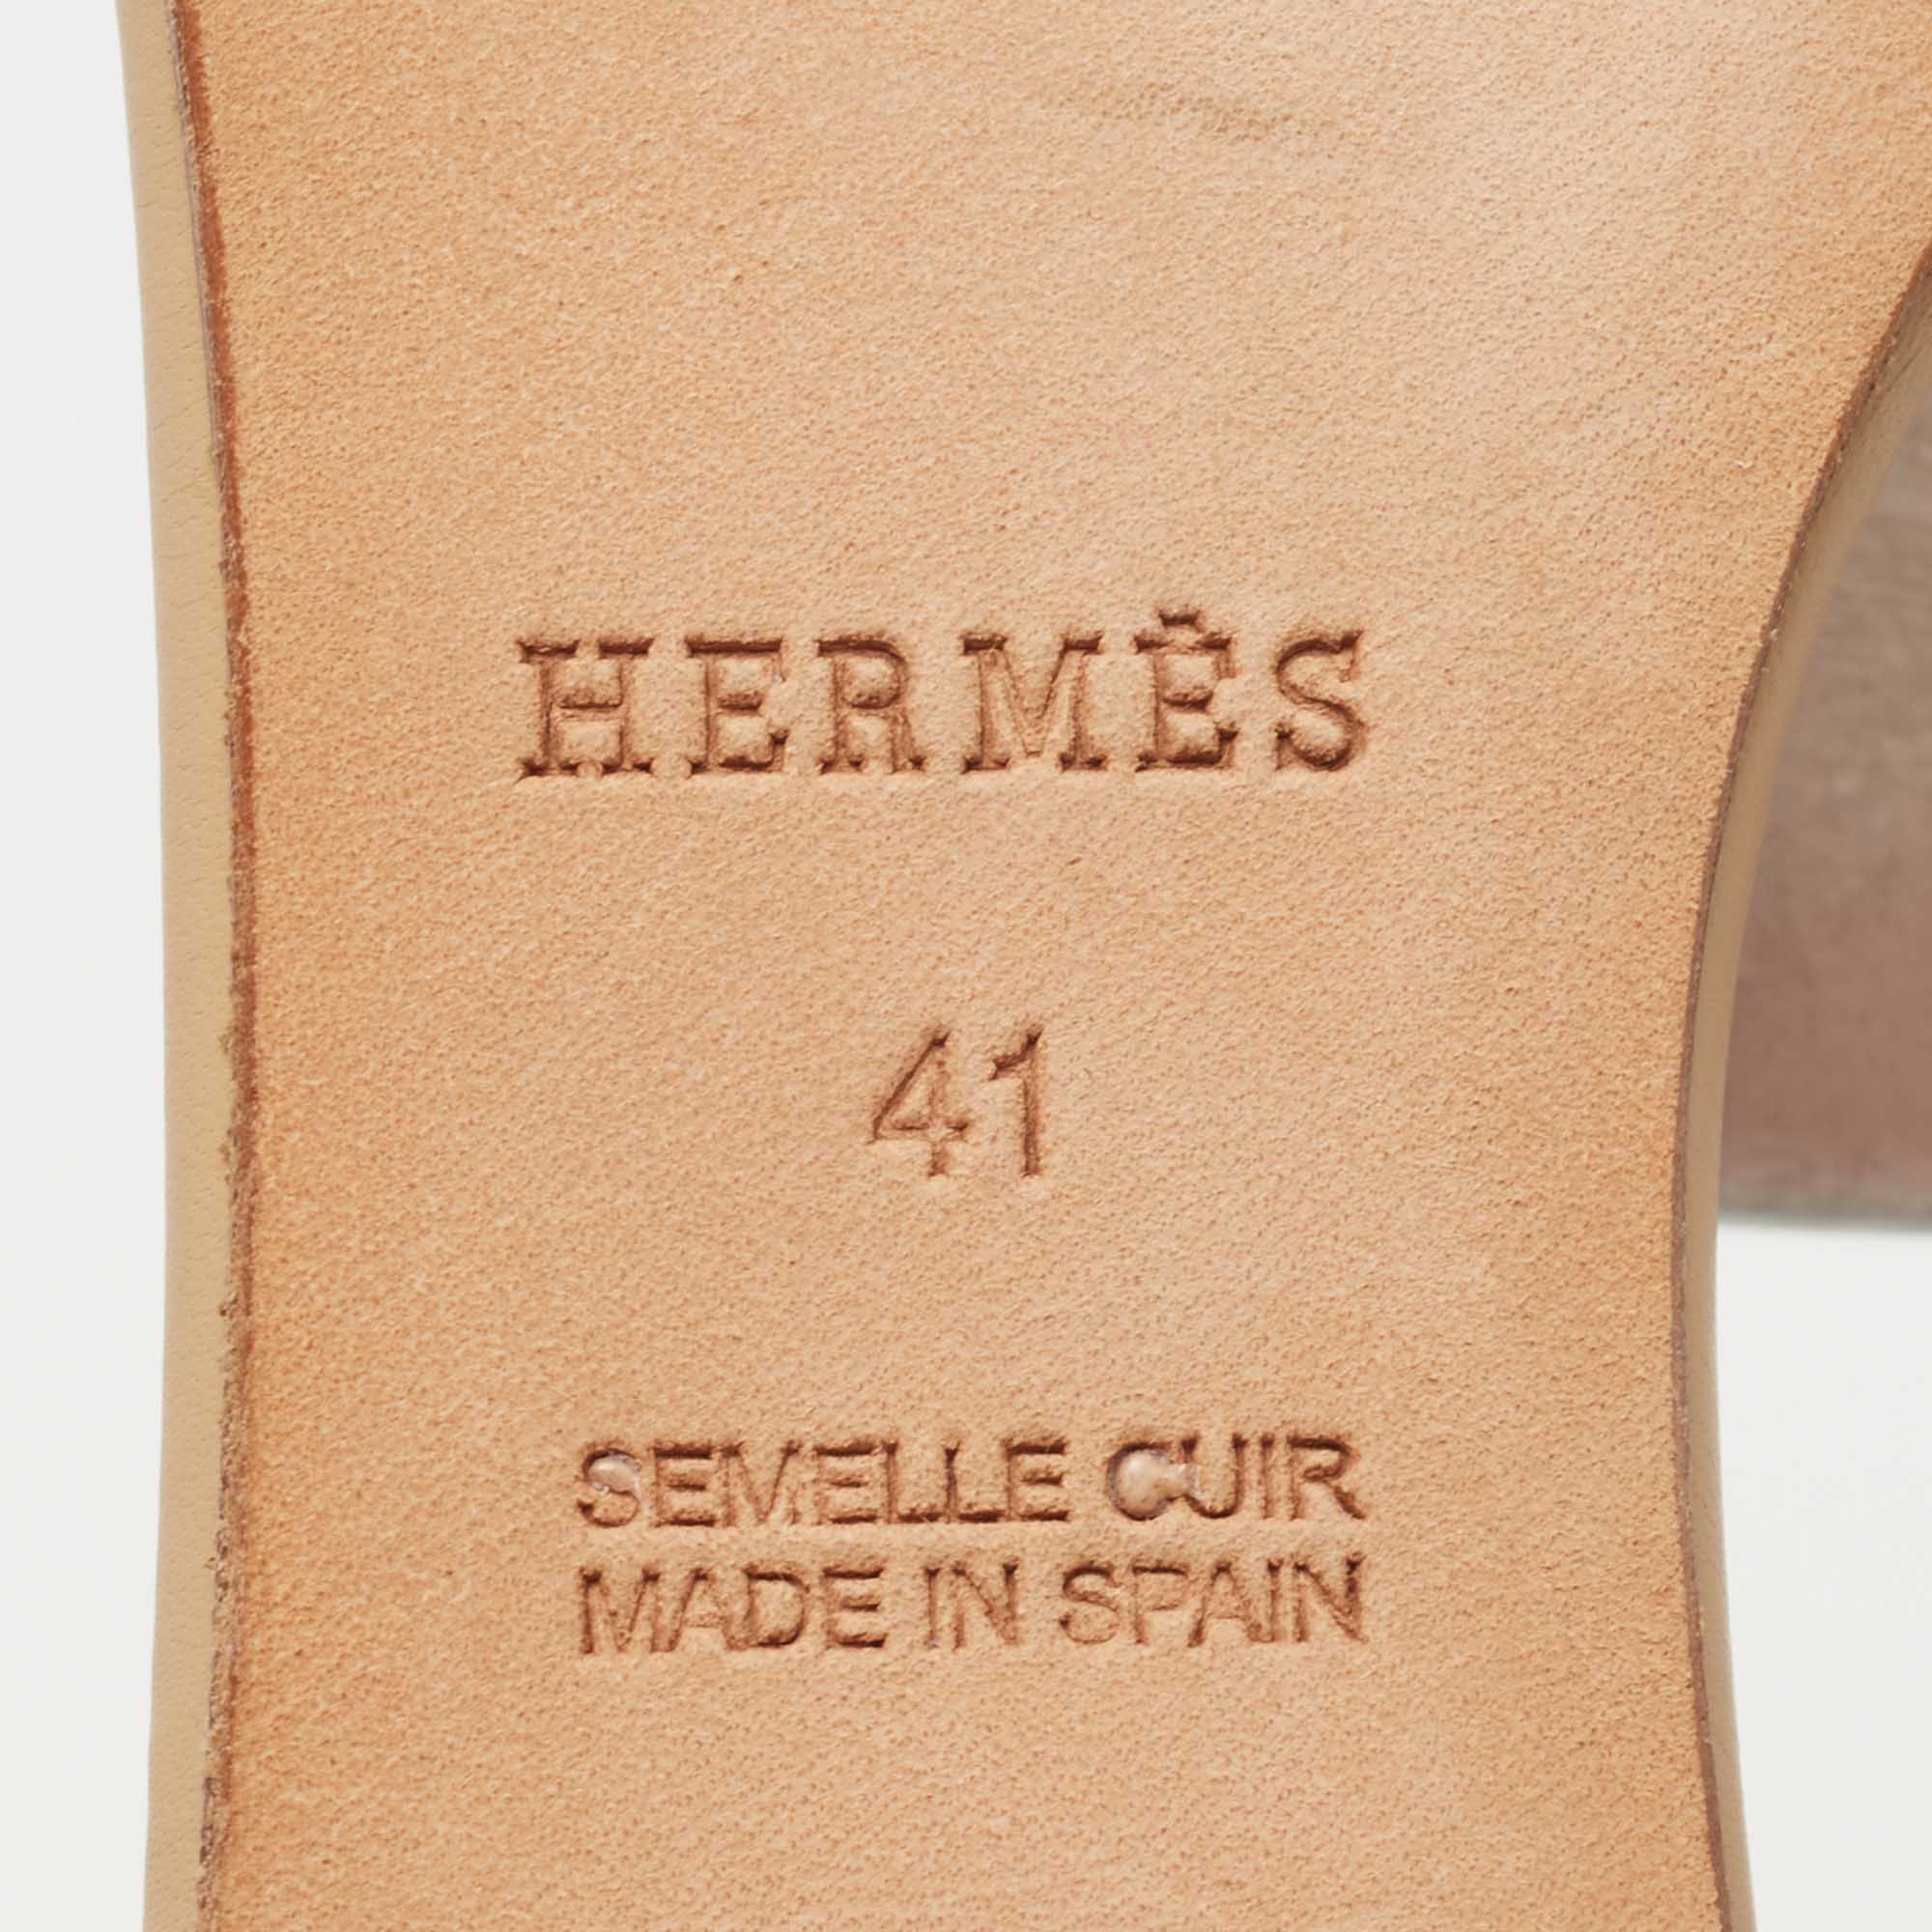 HERMÈS
41
SEMELLE CUIR
MADE IN SPAIN